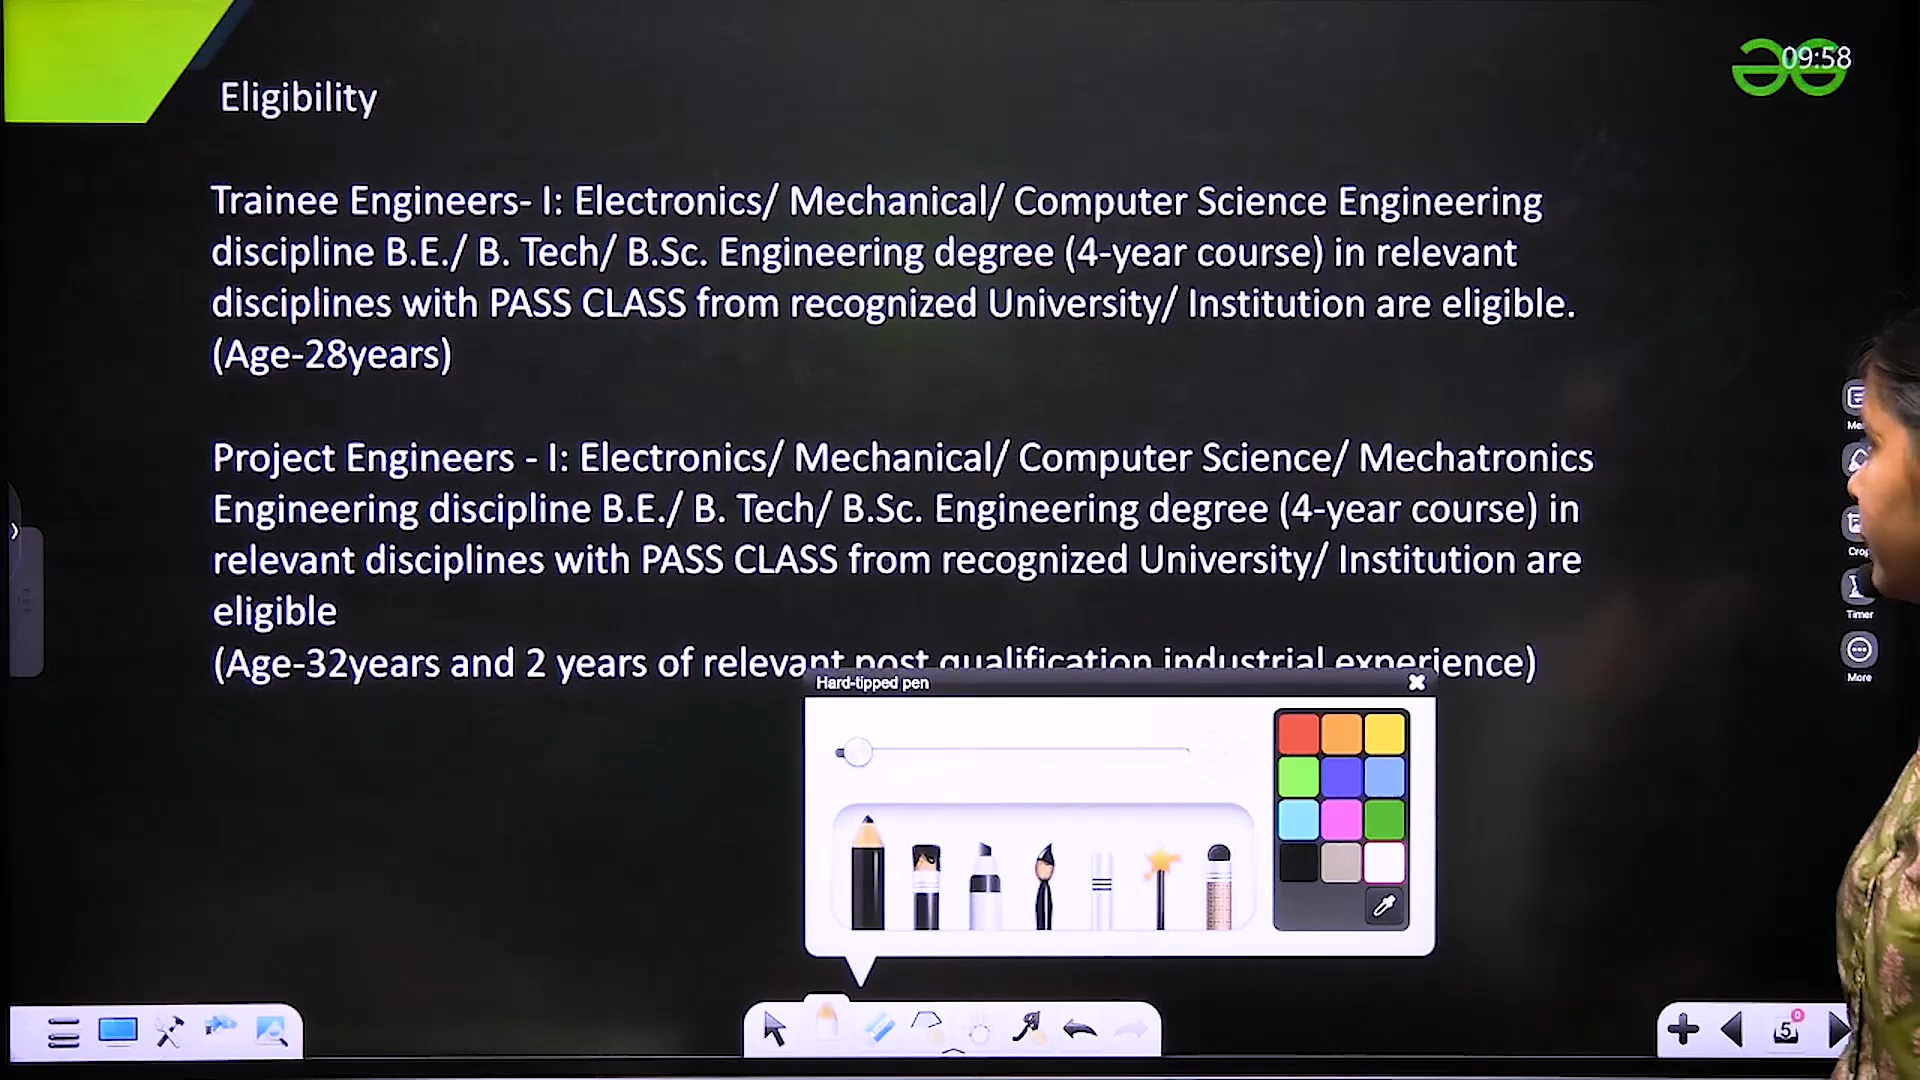 09:58
Eligibility
Trainee Engineers- I: Electronics/ Mechanical/ Computer Science Engineering
discipline B.E./ B. Tech/ B.Sc. Engineering degree (4-year course) in relevant
disciplines with PASS CLASS from recognized University/ Institution are eligible.
(Age-28years)
Project Engineers - I: Electronics/ Mechanical/ Computer Science/ Mechatronics
Engineering discipline B.E./ B. Tech/ B.Sc. Engineering degree (4-year course) in
relevant disciplines with PASS CLASS from recognized University/ Institution are
eligible
(Age-32years and 2 years of relevant post qualification industrial experience)
Hard-tipped pen
Timer
More
5
0